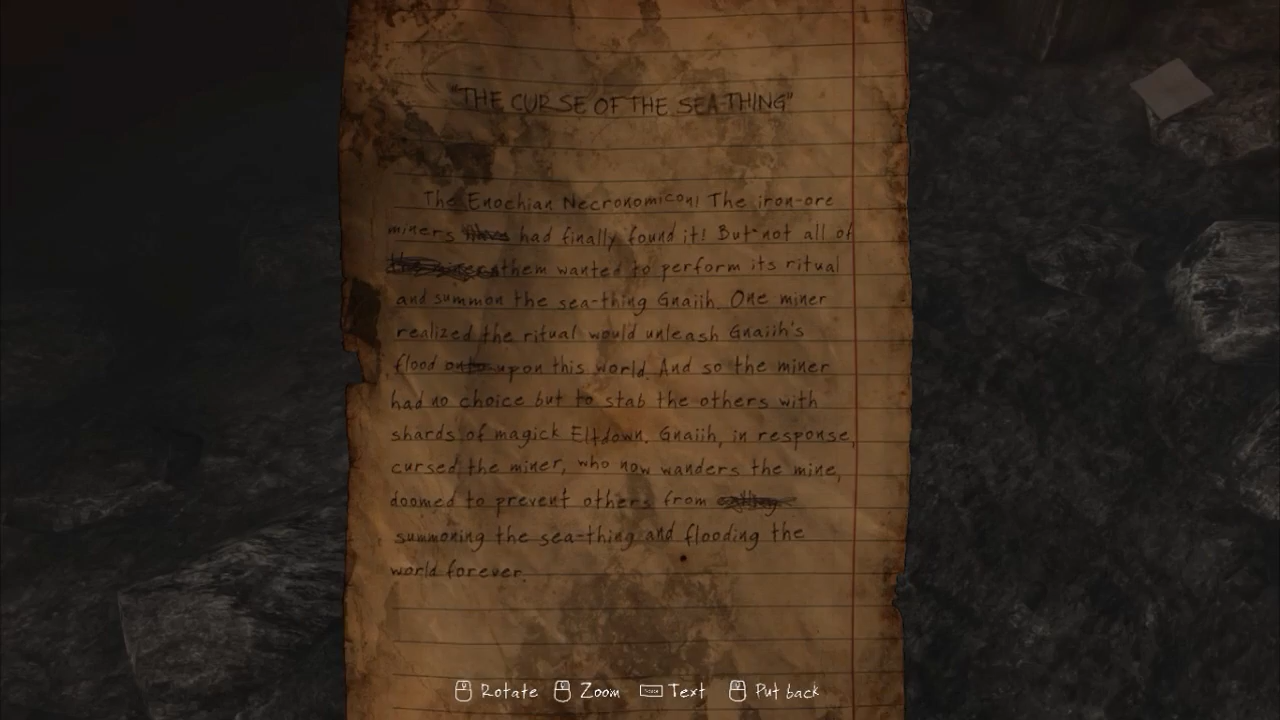 "THE CURSE OF THE SEA-THING"
The Enochian Necronomicon! The iron-ore
miners had finally found it! But not all of
them wanted to perform its ritual
and summon the sea-thing Gnaiih. One miner
realized the ritual would unleash Gnaiih's
flood upon this world. And so the miner
had no choice but to stab the others with
shards of magick Eltdown. Gnaiih, in response,
cursed the miner, who now wanders the mine,
doomed to prevent others from
summoning the sea-thing and flooding the
world forever.
Rotate Zoom Text Put back